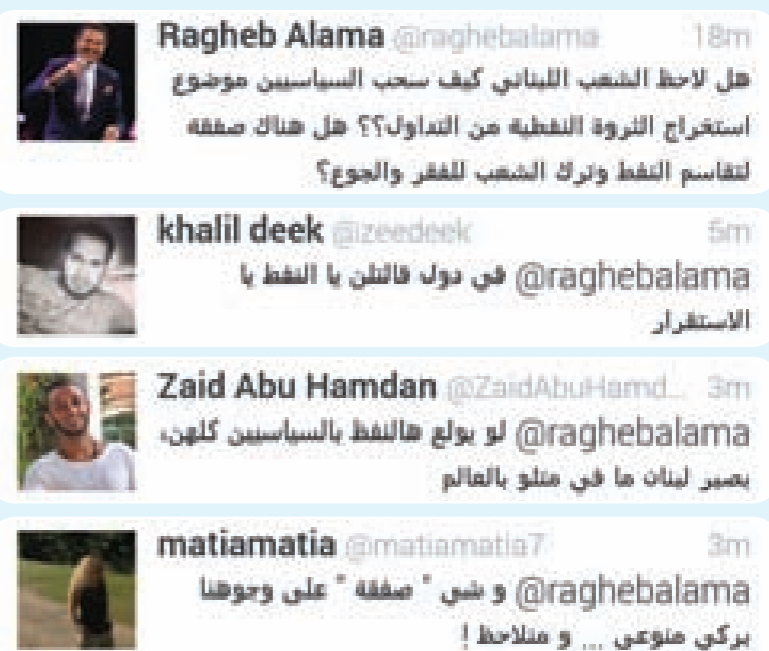 Ragheb Alama @raghebalama 18m
هل لاحظ الشعب اللبناني كيف سحب السياسيين موضوع
استخراج الثروة النفطية من التداول؟؟ هل هناك صفقة
لتقاسم النفط وترك الشعب للفقر والجوع؟
khalil deek @izeedeek 5m
@raghebalama في دول قالتلن يا النفط يا
الاستقرار
Zaid Abu Hamdan @ZaidAbuHamd... 3m
@raghebalama لو يولع هالنفط بالسياسيين كلهن،
بصير لبنان ما في متلو بالعالم
matiamatia @matiamatia7 3m
@raghebalama و شي " صفقة " على وجوهنا
بركي منوعى ... و منلاحظ !